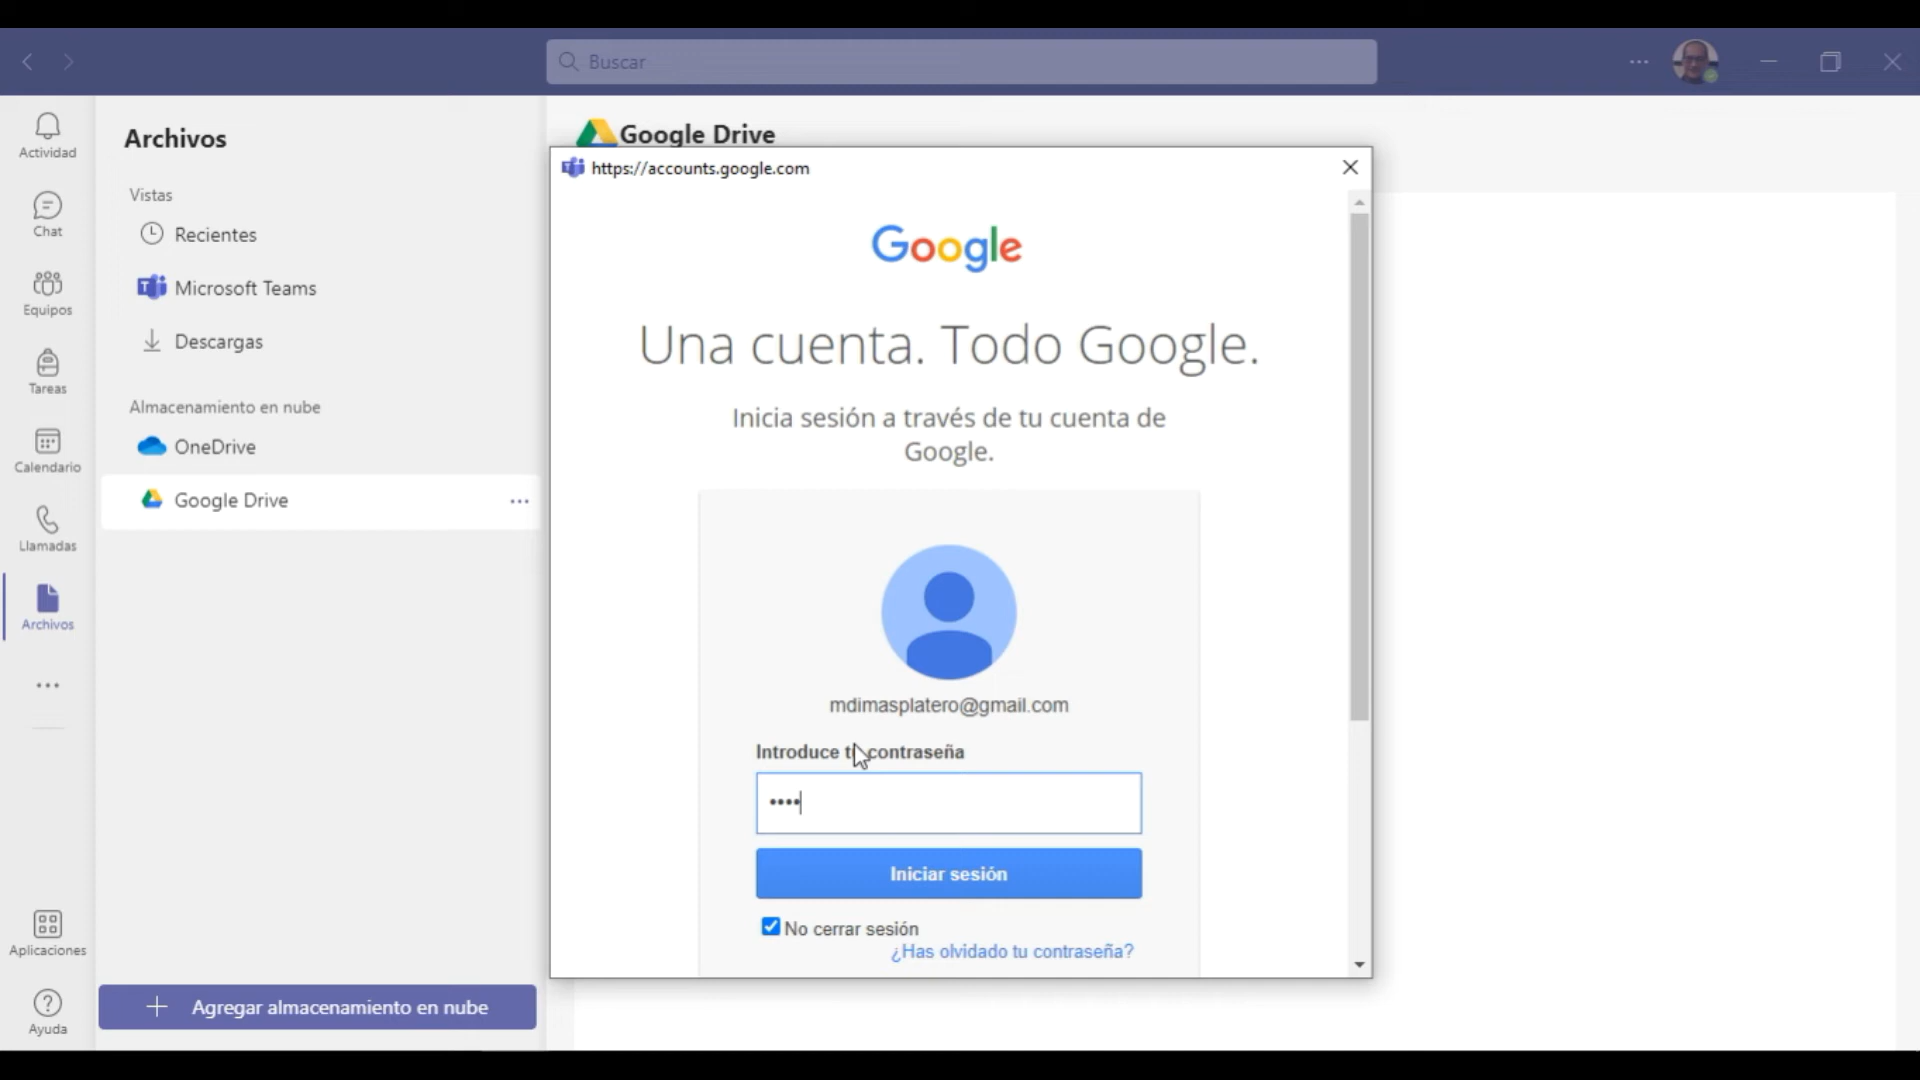 Buscar
Actividad
Chat
Equipos
Tareas
Calendario
Llamadas
Archivos
Aplicaciones
Ayuda
Archivos
Vistas
Recientes
Microsoft Teams
Descargas
Almacenamiento en nube
OneDrive
Google Drive
Agregar almacenamiento en nube
Google Drive
https://accounts.google.com
Google
Una cuenta. Todo Google.
Inicia sesión a través de tu cuenta de
Google.
mdimasplatero@gmail.com
Introduce tu contraseña
••••
Iniciar sesión
No cerrar sesión
¿Has olvidado tu contraseña?